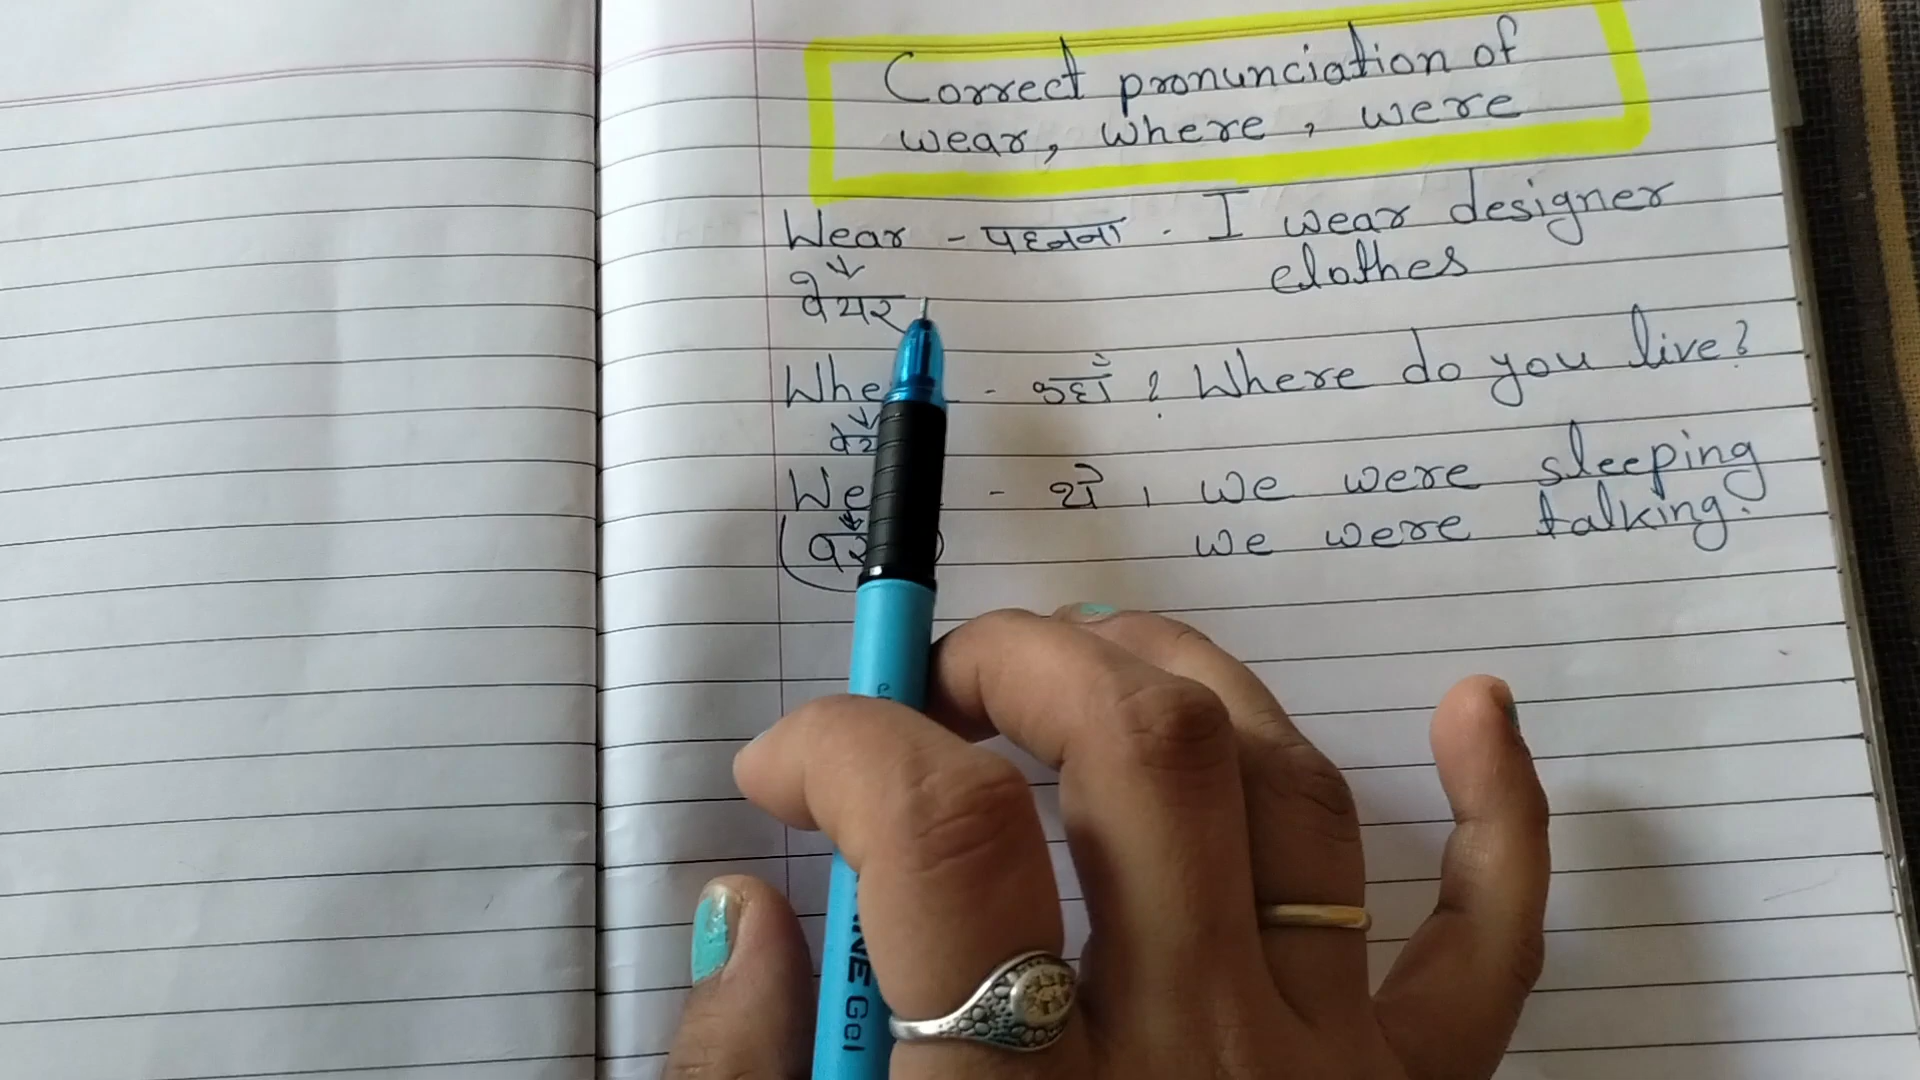 Correct pronunciation of
wear, where, were
Wear - पहनना . I wear designer
clothes
वेयर
- कहाँ ? Where do you live?
- थे , we were sleeping
we were talking.
Gel